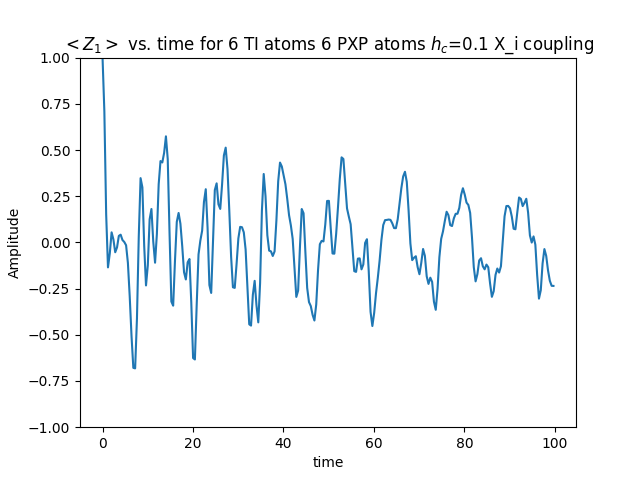 < Z₁ > vs. time for 6 TI atoms 6 PXP atoms h_c=0.1 X_i coupling
1.00
0.75
0.50
0.25
0.00
−0.25
−0.50
−0.75
−1.00
Amplitude
0 20 40 60 80 100
time